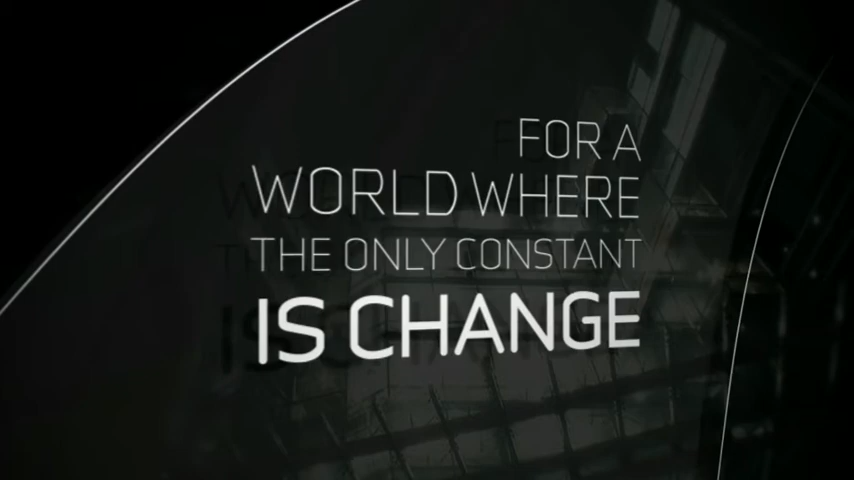 FOR A
WORLD WHERE
THE ONLY CONSTANT
IS CHANGE